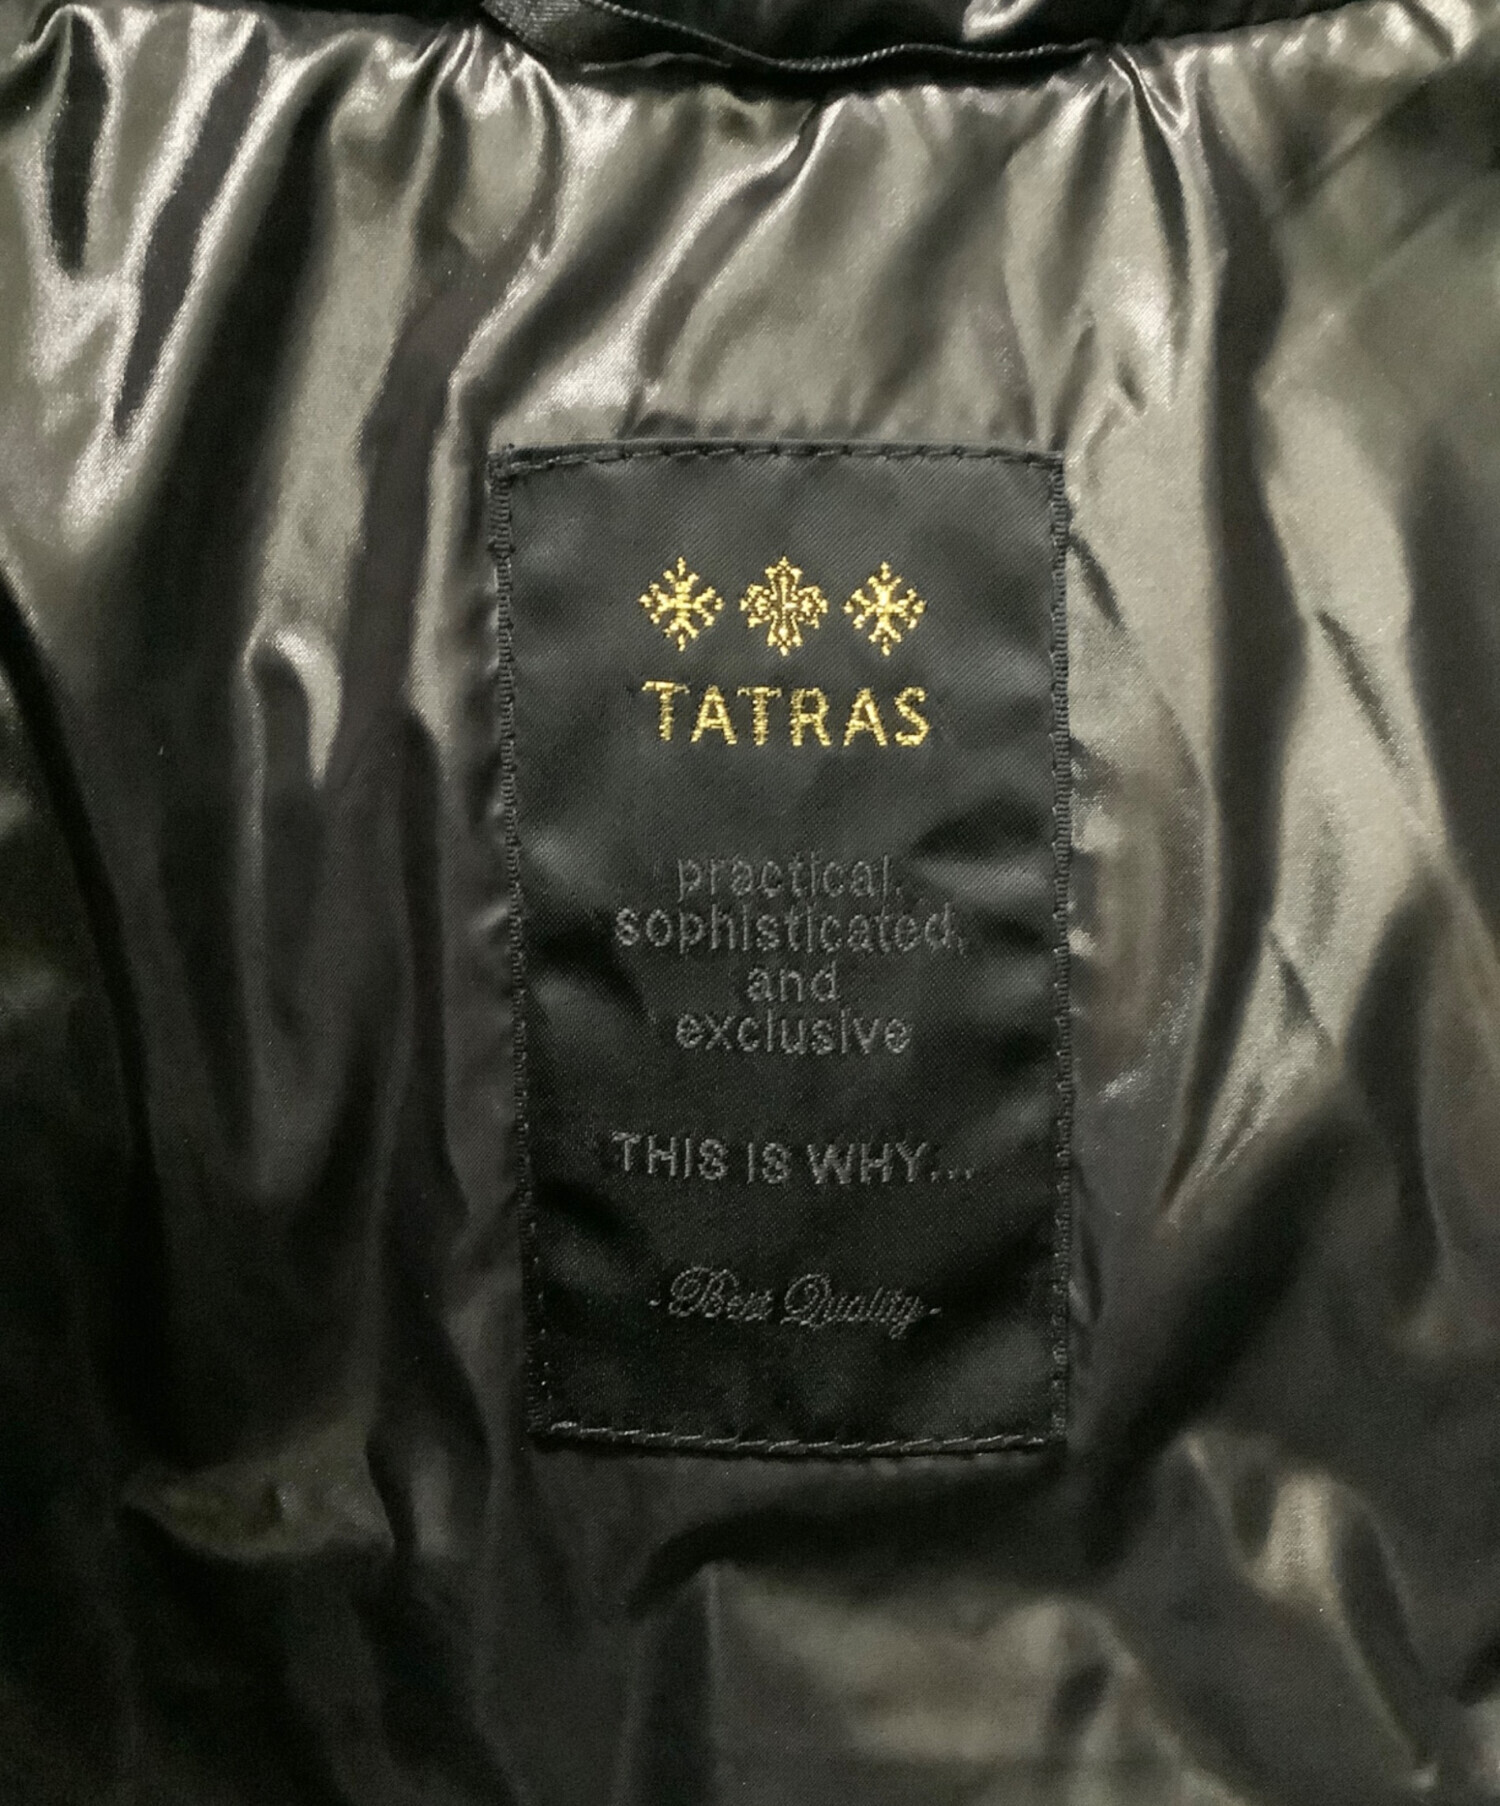 TATRAS
practical,
sophisticated,
and
exclusive
THIS IS WHY...
-Best Quality-